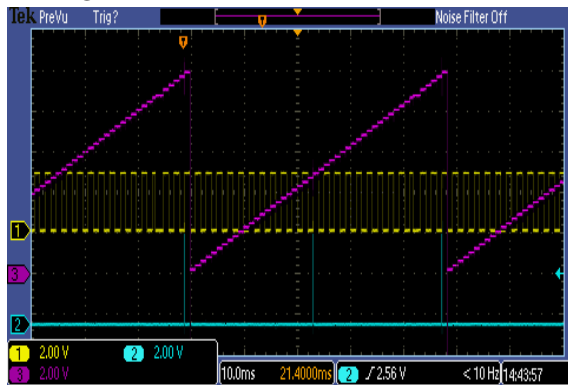 Tek PreVu Trig? Noise Filter Off
T
T
1
3
2
1 2.00 V 2 2.00 V
3 2.00 V 10.0ms 21.4000ms 2 2.56 V < 10 Hz 14:43:57